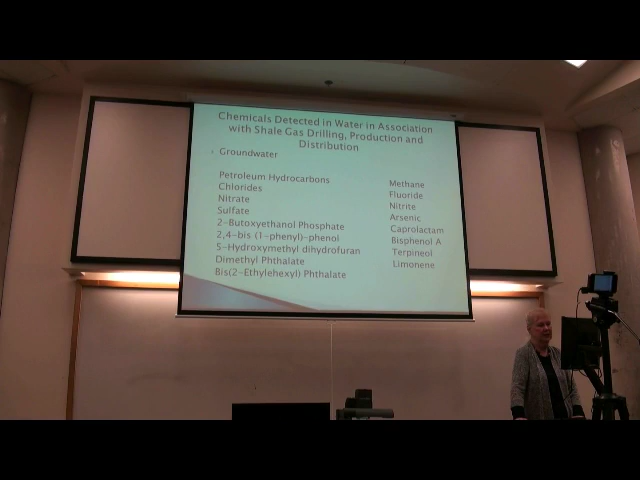 Chemicals Detected in Water in Association
with Shale Gas Drilling, Production and
Distribution
Groundwater
Petroleum Hydrocarbons
Chlorides
Nitrate
Sulfate
2-Butoxyethanol Phosphate
2,4-bis (1-phenyl)-phenol
5-Hydroxymethyl dihydrofuran
Dimethyl Phthalate
Bis(2-Ethylehexyl) Phthalate
Methane
Fluoride
Nitrite
Arsenic
Caprolactam
Bisphenol A
Terpineol
Limonene